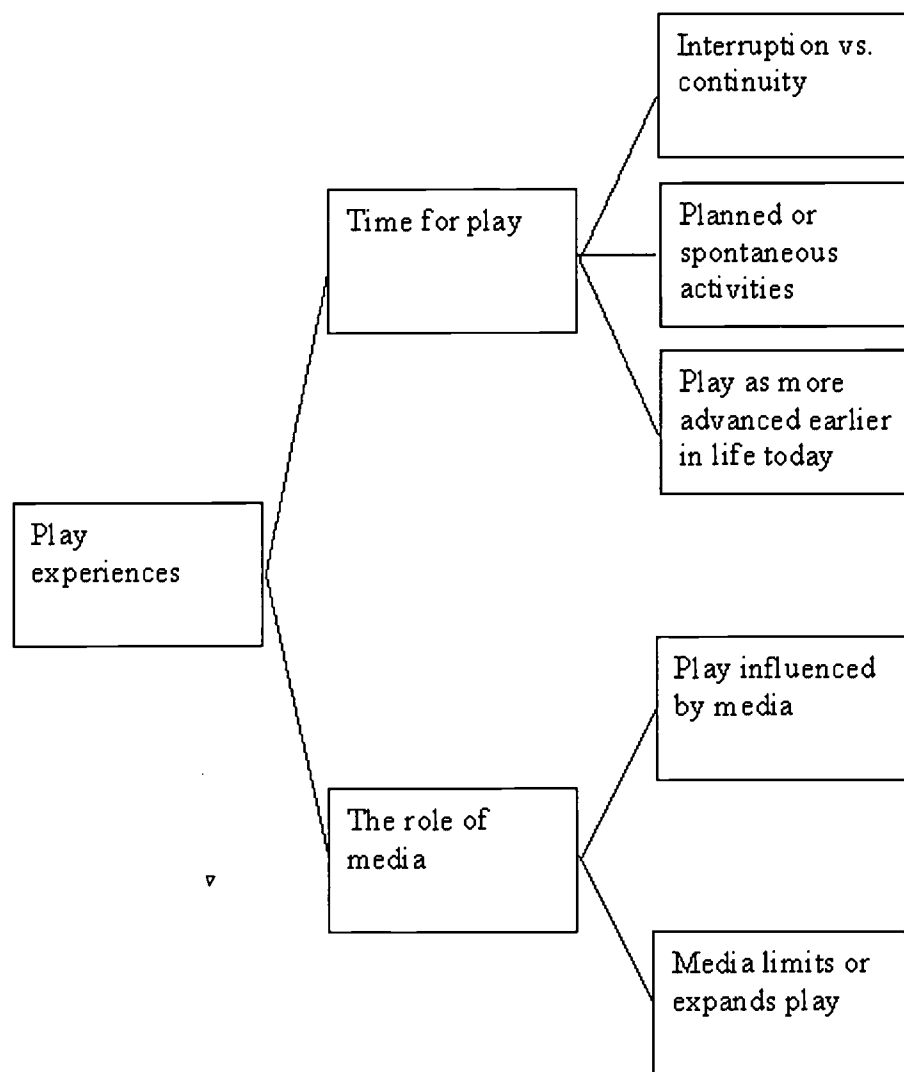 Interruption vs.
continuity
Time for play
Planned or
spontaneous
activities
Play as more
advanced earlier
in life today
Play
experiences
Play influenced
by media
The role of
media
Media limits or
expands play